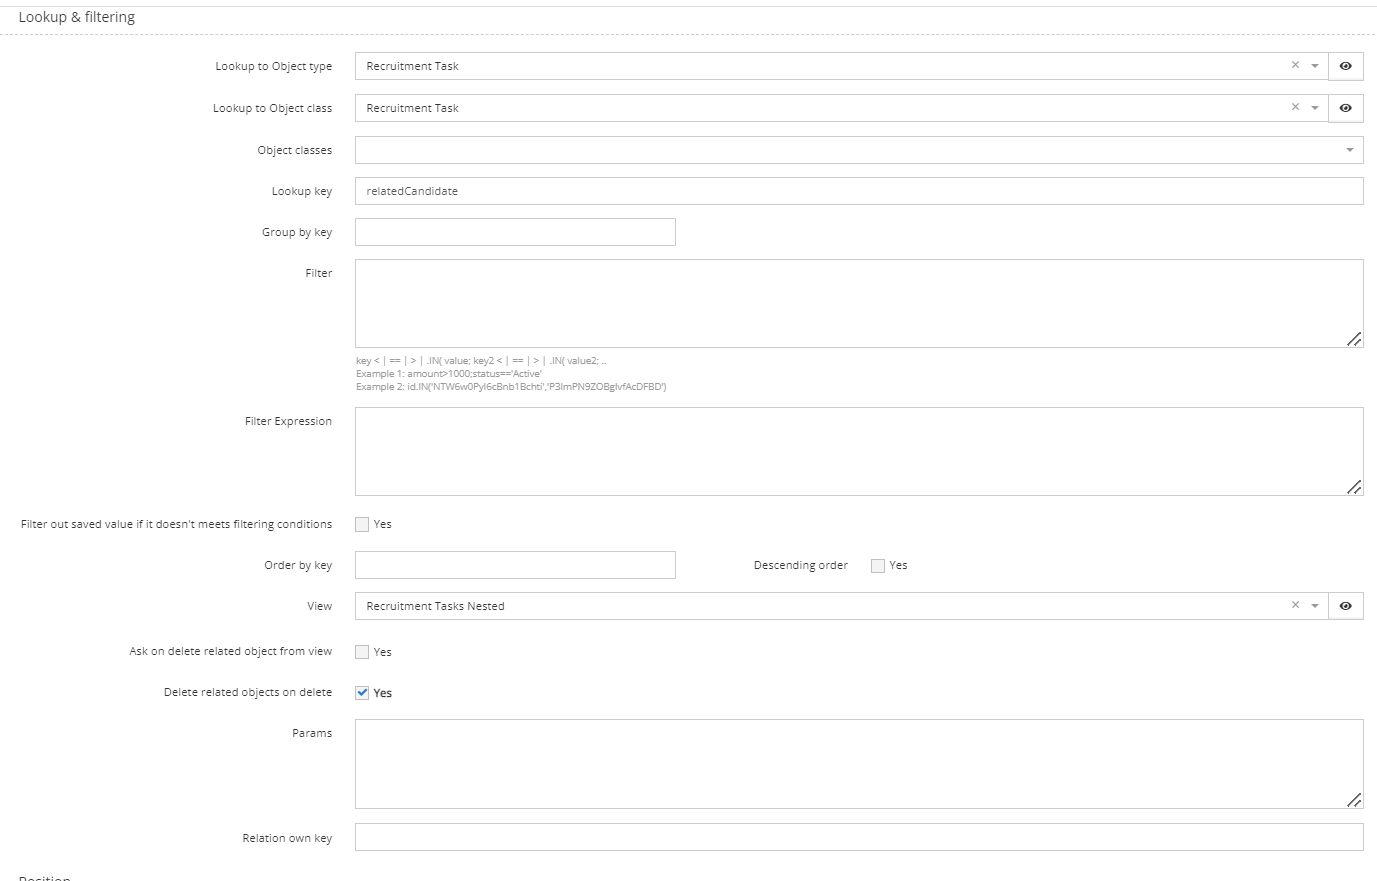 Lookup & filtering
Lookup to Object type Recruitment Task
Lookup to Object class Recruitment Task
Object classes
Lookup key relatedCandidate
Group by key
Filter
key < | == | > | .IN( value; key2 < | == | > | .IN( value2; ..
Example 1: amount>1000;status=='Active'
Example 2: id.IN('NTW6w0PyI6cBnb1Bchti','P3ImPN9ZOBglvfAcDFBD')
Filter Expression
Filter out saved value if it doesn't meets filtering conditions Yes
Order by key Descending order Yes
View Recruitment Tasks Nested
Ask on delete related object from view Yes
Delete related objects on delete Yes
Params
Relation own key
Position